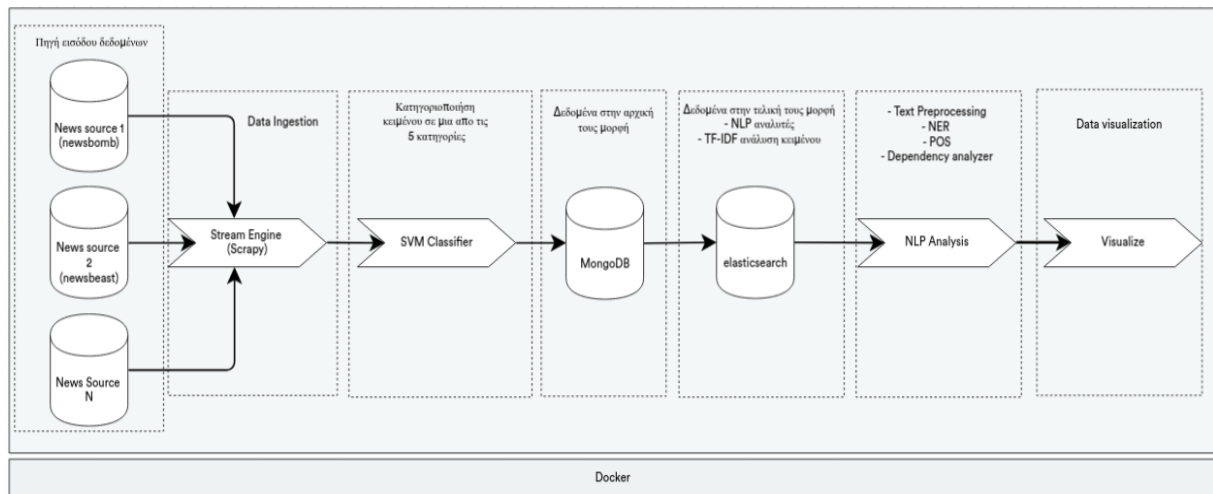 Πηγή εισόδου δεδομένων
News source 1
(newsbomb)
News source
2
(newsbeast)
News Source
N
Data Ingestion
Stream Engine
(Scrapy)
Κατηγοριοποιήση
κειμένου σε μια απο τις
5 κατηγορίες
SVM Classifier
Δεδομένα στην αρχική
τους μορφή
MongoDB
Δεδομένα στην τελική τους μορφή
- NLP αναλυτές
- TF-IDF ανάλυση κειμένου
elasticsearch
- Text Preprocessing
- NER
- POS
- Dependency analyzer
NLP Analysis
Data visualization
Visualize
Docker